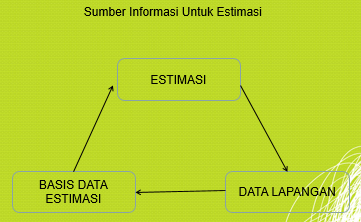 Sumber Informasi Untuk Estimasi
ESTIMASI
BASIS DATA
ESTIMASI
DATA LAPANGAN